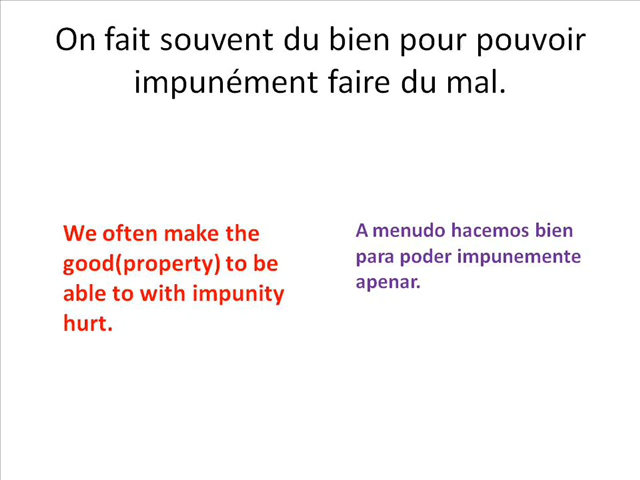 On fait souvent du bien pour pouvoir
impunément faire du mal.
We often make the
good(property) to be
able to with impunity
hurt.
A menudo hacemos bien
para poder impunemente
apenar.